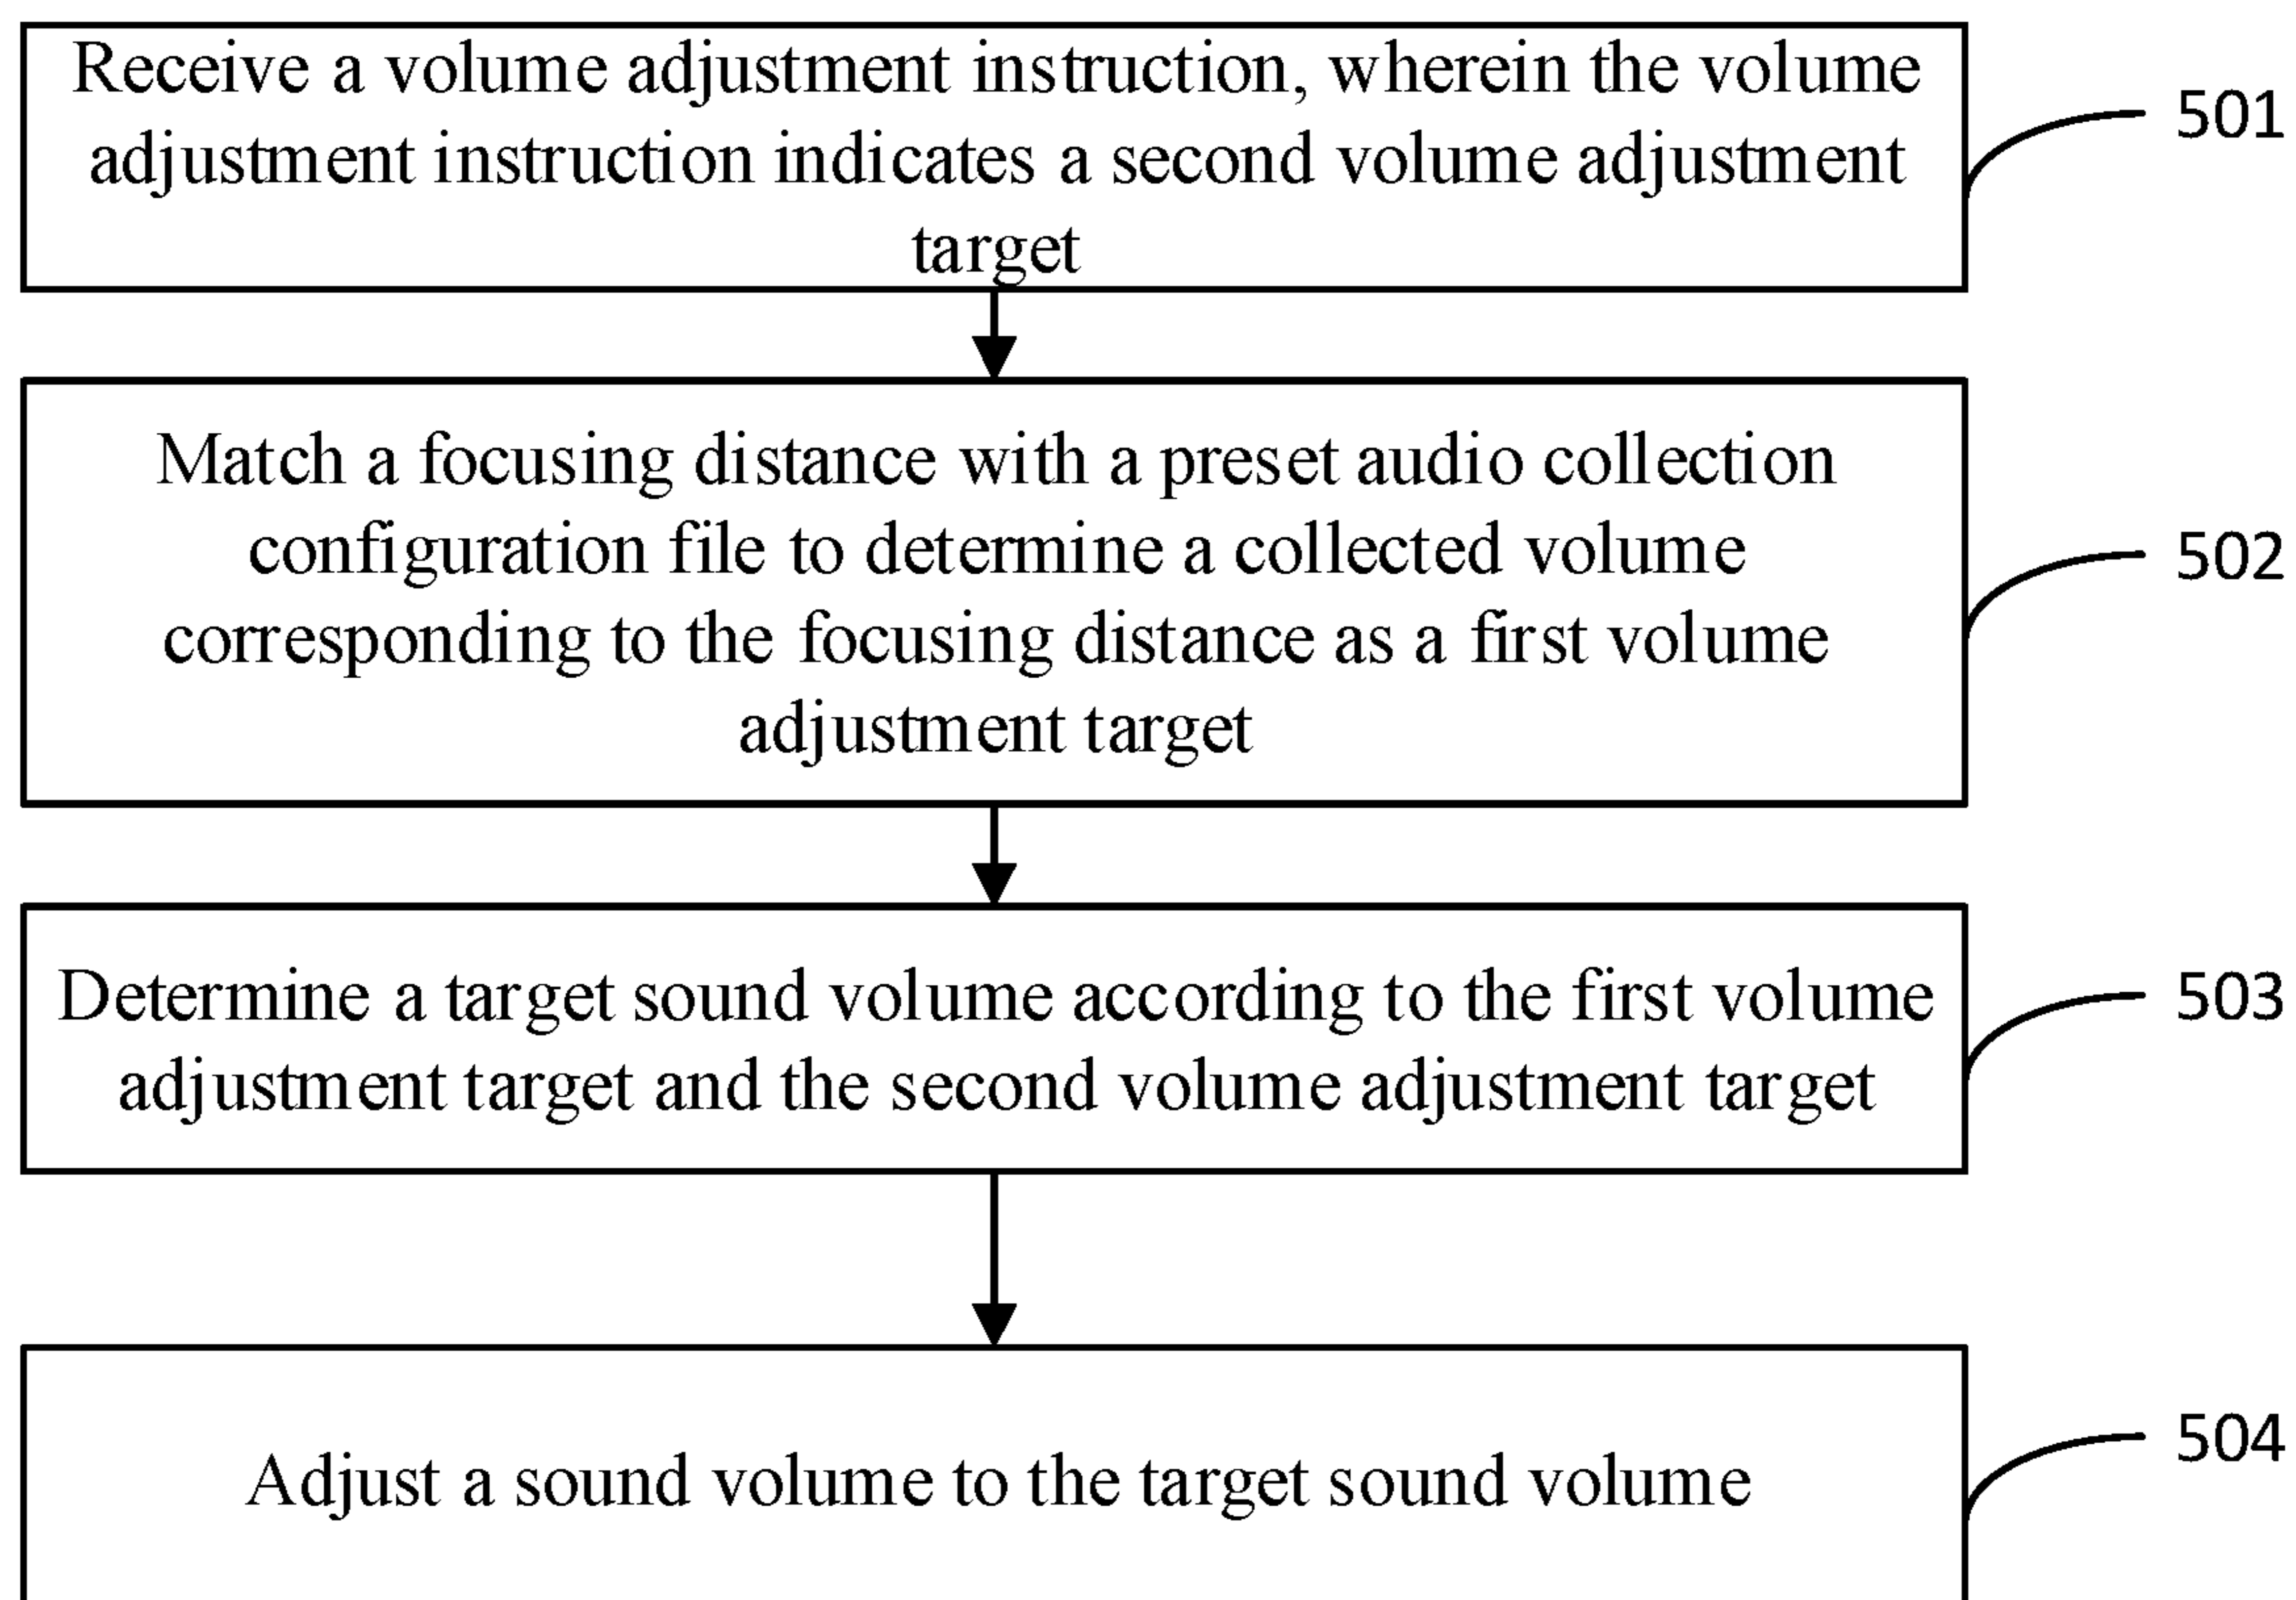 Receive a volume adjustment instruction, wherein the volume
adjustment instruction indicates a second volume adjustment
target
501
Match a focusing distance with a preset audio collection
configuration file to determine a collected volume
corresponding to the focusing distance as a first volume
adjustment target
502
Determine a target sound volume according to the first volume
adjustment target and the second volume adjustment target
503
Adjust a sound volume to the target sound volume
504